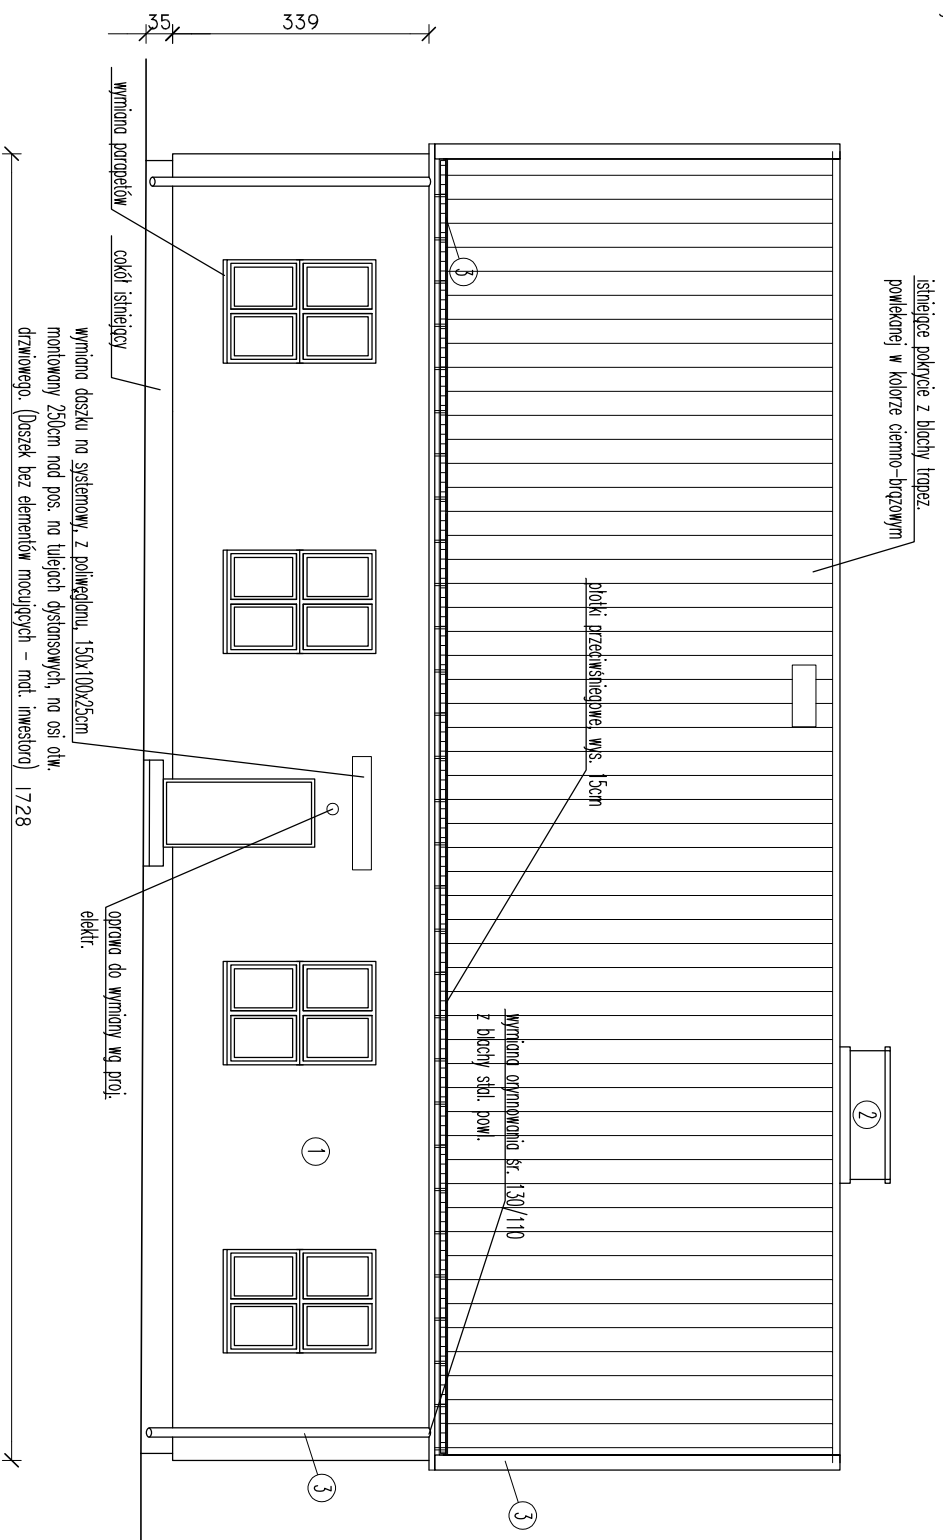 istniejące pokrycie z blachy trapez.
powlekanej w kolorze ciemno-brązowym
2
3
płotki przeciwśniegowe, wys. 15cm
wymiana orynnowania śr. 130/110
z blachy stal. powl.
3
339
35
1
3
wymiana parapetów
cokół istniejący
wymiana daszku na systemowy, z poliwęglanu, 150x100x25cm
montowany 250cm nad pos. na tulejach dystansowych, na osi otw.
drzwiowego. (Daszek bez elementów mocujących - mat. inwestora)
oprawa do wymiany wg proj.
elektr.
1728